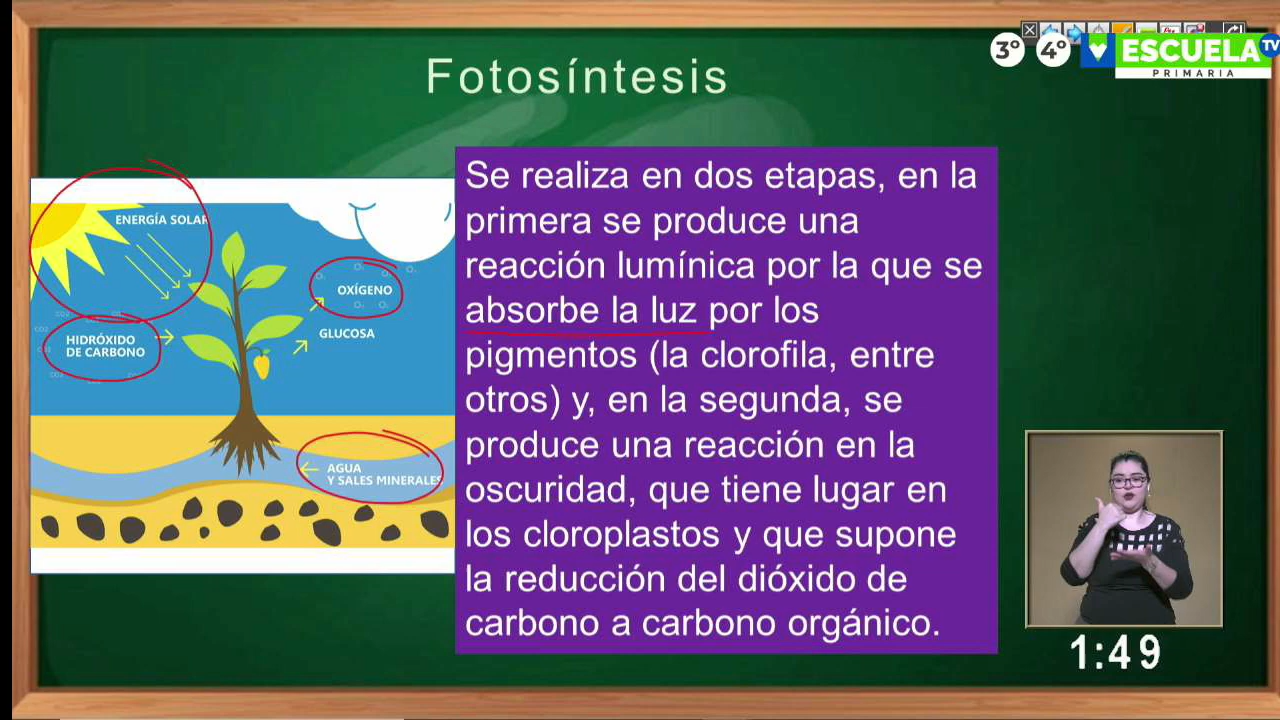 3º 4º ESCUELA TV
PRIMARIA
Fotosíntesis
ENERGÍA SOLAR
OXÍGENO
GLUCOSA
HIDRÓXIDO
DE CARBONO
AGUA
Y SALES MINERALES
Se realiza en dos etapas, en la
primera se produce una
reacción lumínica por la que se
absorbe la luz por los
pigmentos (la clorofila, entre
otros) y, en la segunda, se
produce una reacción en la
oscuridad, que tiene lugar en
los cloroplastos y que supone
la reducción del dióxido de
carbono a carbono orgánico.
1:49